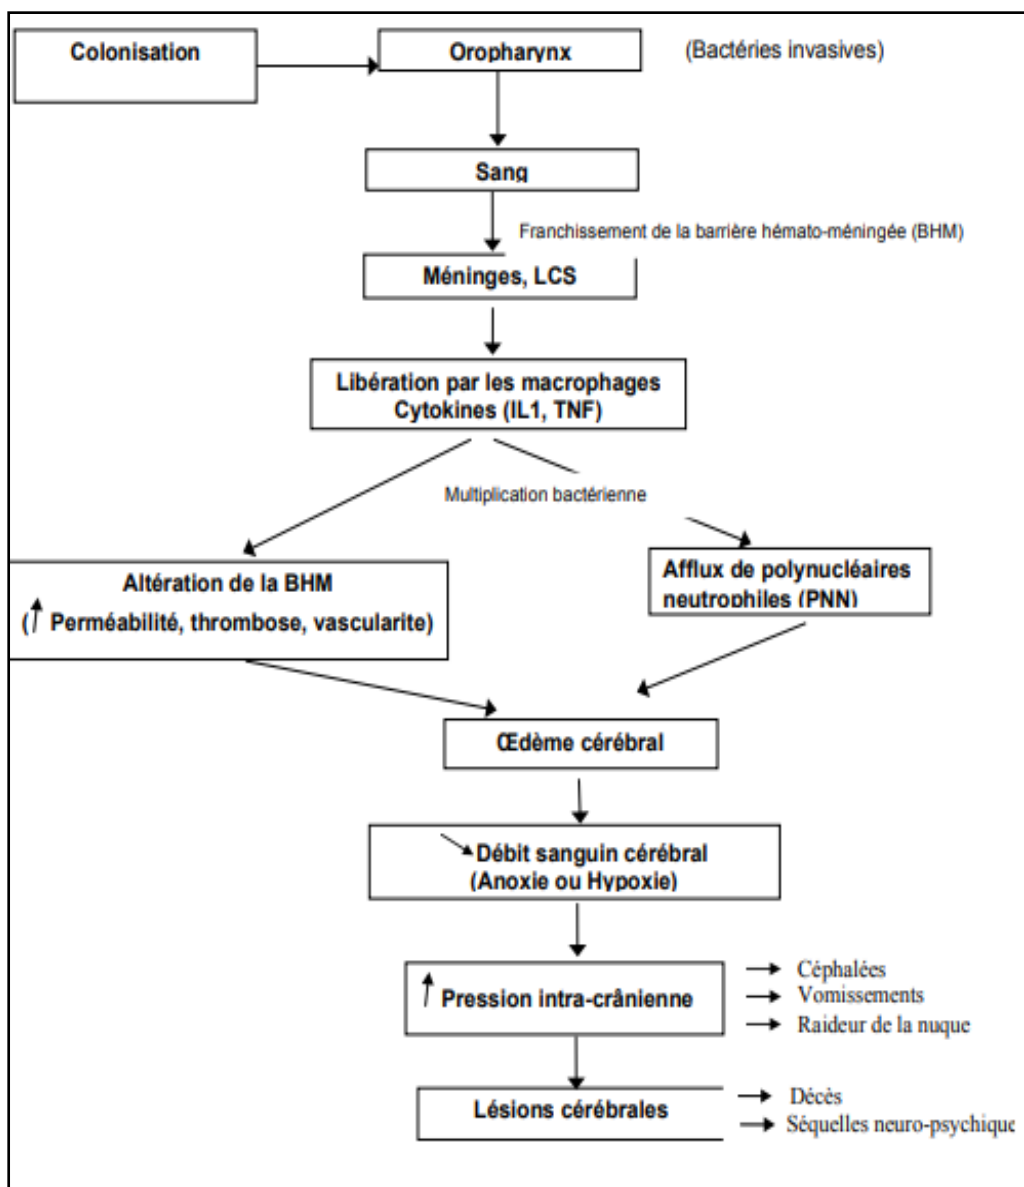 Colonisation
Oropharynx
(Bactéries invasives)
Sang
Franchissement de la barrière hémato-méningée (BHM)
Méninges, LCS
Libération par les macrophages
Cytokines (IL1, TNF)
Multiplication bactérienne
Altération de la BHM
( Perméabilité, thrombose, vascularite)
Afflux de polynucléaires
neutrophiles (PNN)
Œdème cérébral
Débit sanguin cérébral
(Anoxie ou Hypoxie)
Pression intra-crânienne
Céphalées
Vomissements
Raideur de la nuque
Lésions cérébrales
Décès
Séquelles neuro-psychique